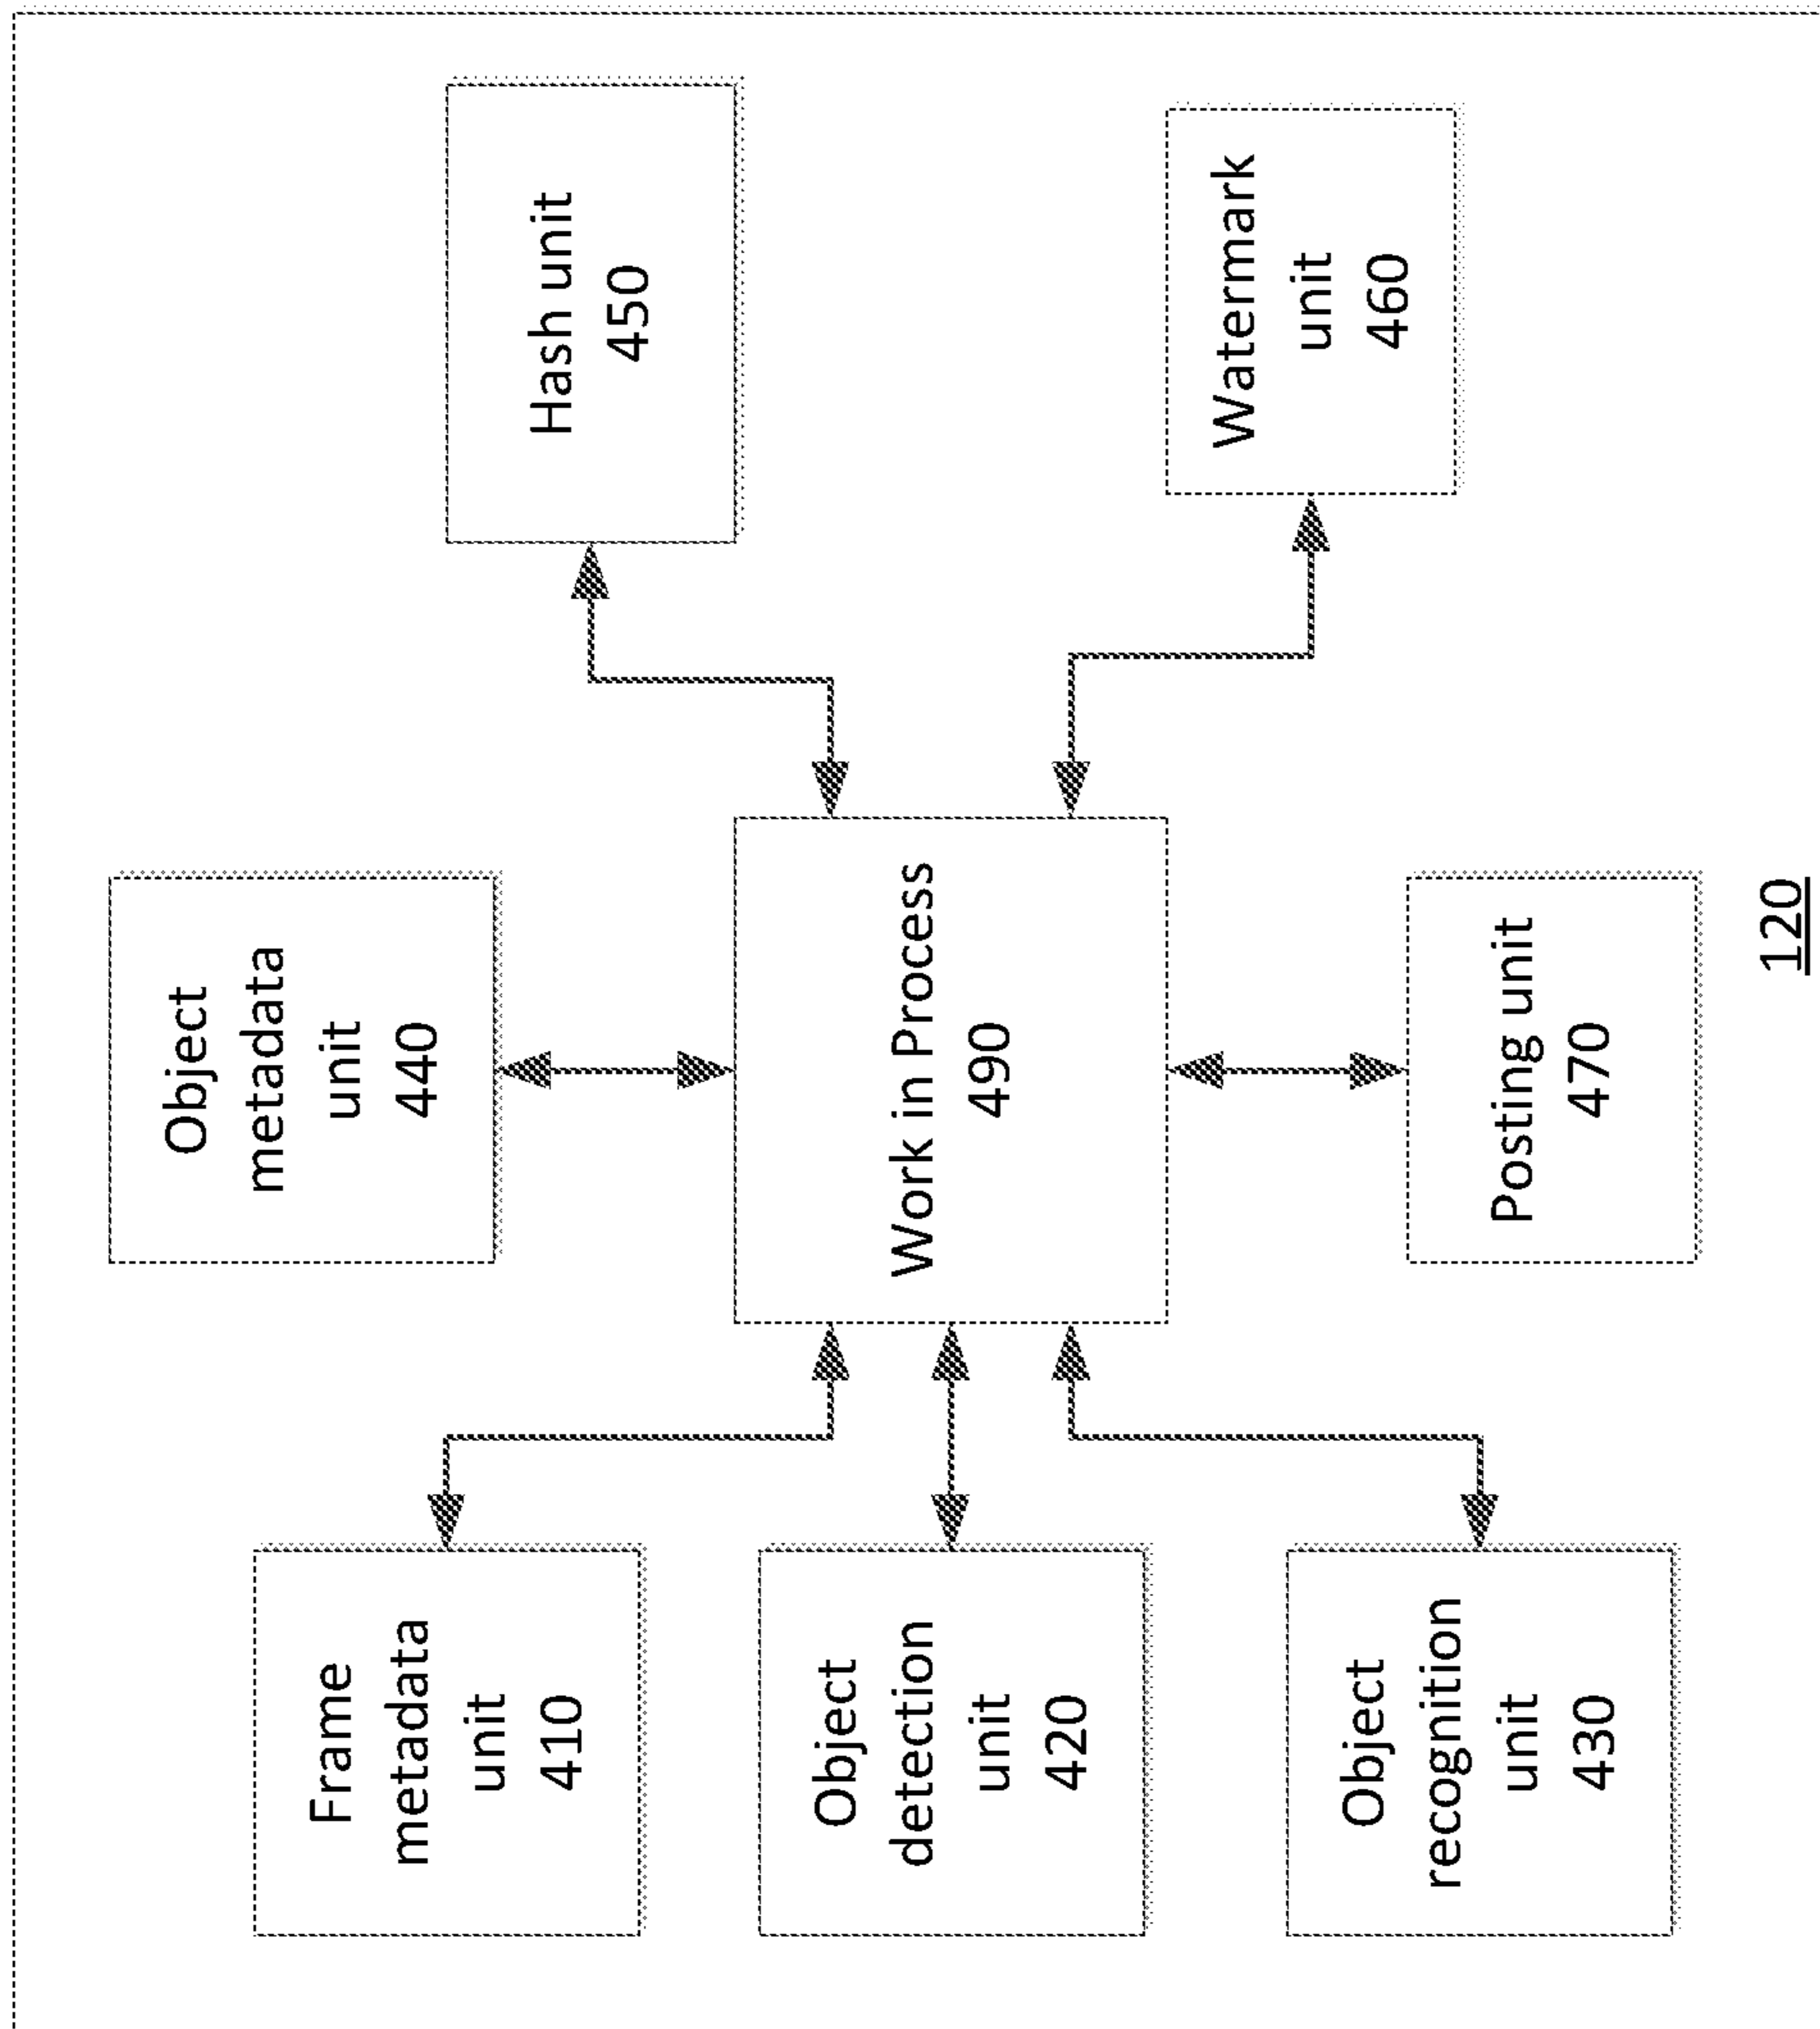 Frame
metadata
unit
410
Object
detection
unit
420
Object
recognition
unit
430
Object
metadata
unit
440
Work in Process
490
Posting unit
470
Hash unit
450
Watermark
unit
460
120